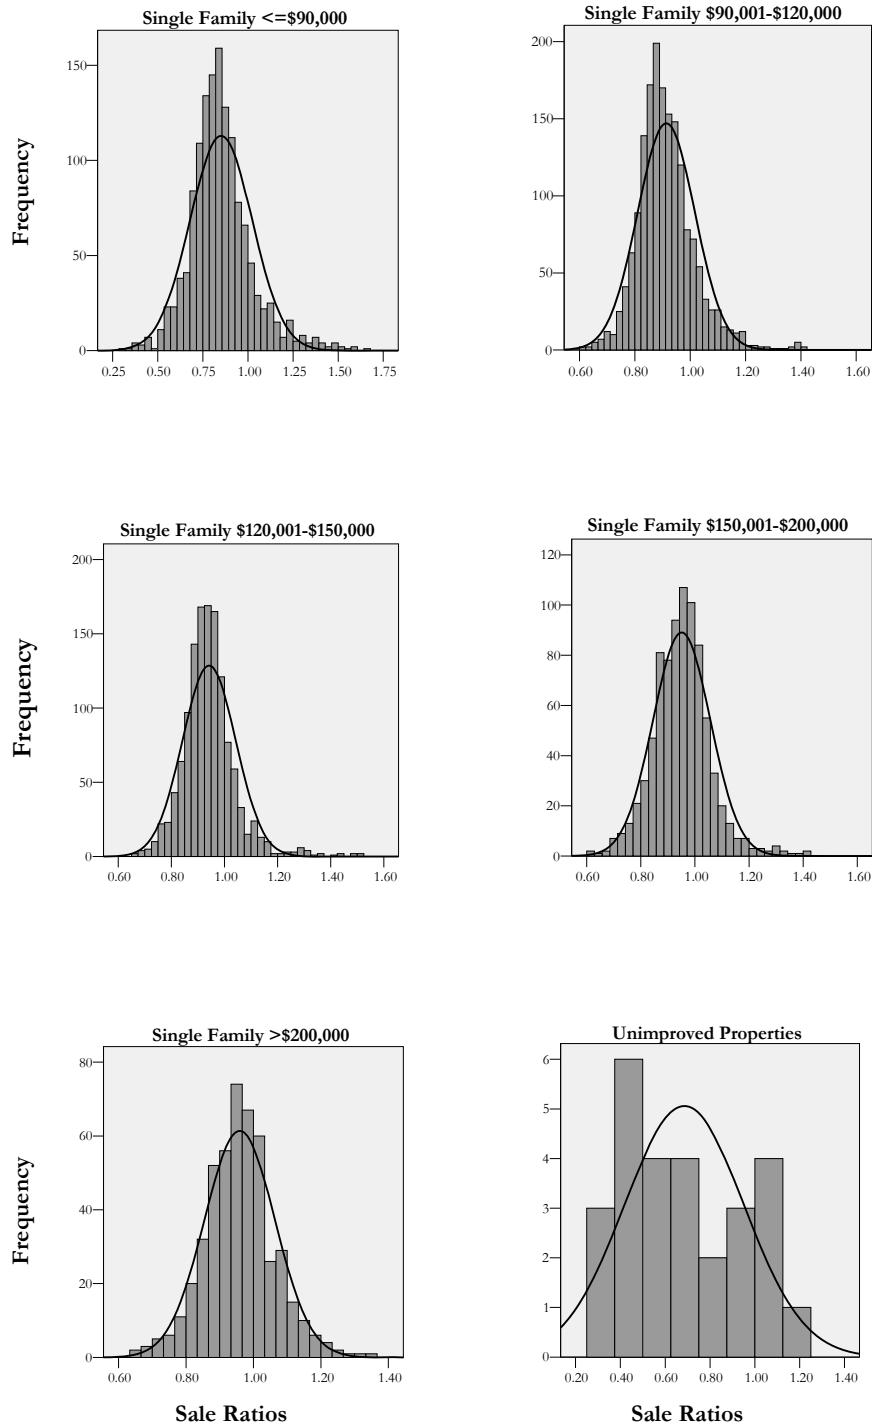 Single Family <=$90,000
Frequency
150
100
50
0
0.25 0.50 0.75 1.00 1.25 1.50 1.75
Single Family $90,001-$120,000
200
150
100
50
0
0.60 0.80 1.00 1.20 1.40 1.60
Single Family $120,001-$150,000
Frequency
200
150
100
50
0
0.60 0.80 1.00 1.20 1.40 1.60
Single Family $150,001-$200,000
120
100
80
60
40
20
0
0.60 0.80 1.00 1.20 1.40 1.60
Single Family >$200,000
Frequency
80
60
40
20
0
0.60 0.80 1.00 1.20 1.40
Sale Ratios
Unimproved Properties
6
5
4
3
2
1
0
0.20 0.40 0.60 0.80 1.00 1.20 1.40
Sale Ratios